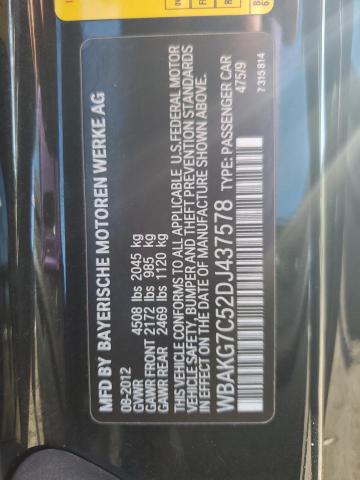 MFD BY BAYERISCHE MOTOREN WERKE AG
08-2012
GVWR 4508 lbs 2045 kg
GAWR FRONT 2172 lbs 985 kg
GAWR REAR 2469 lbs 1120 kg
THIS VEHICLE CONFORMS TO ALL APPLICABLE U.S. FEDERAL MOTOR
VEHICLE SAFETY, BUMPER AND THEFT PREVENTION STANDARDS
IN EFFECT ON THE DATE OF MANUFACTURE SHOWN ABOVE.
WBAKG7C52DJ437578 TYPE: PASSENGER CAR
475/9
7 315 814